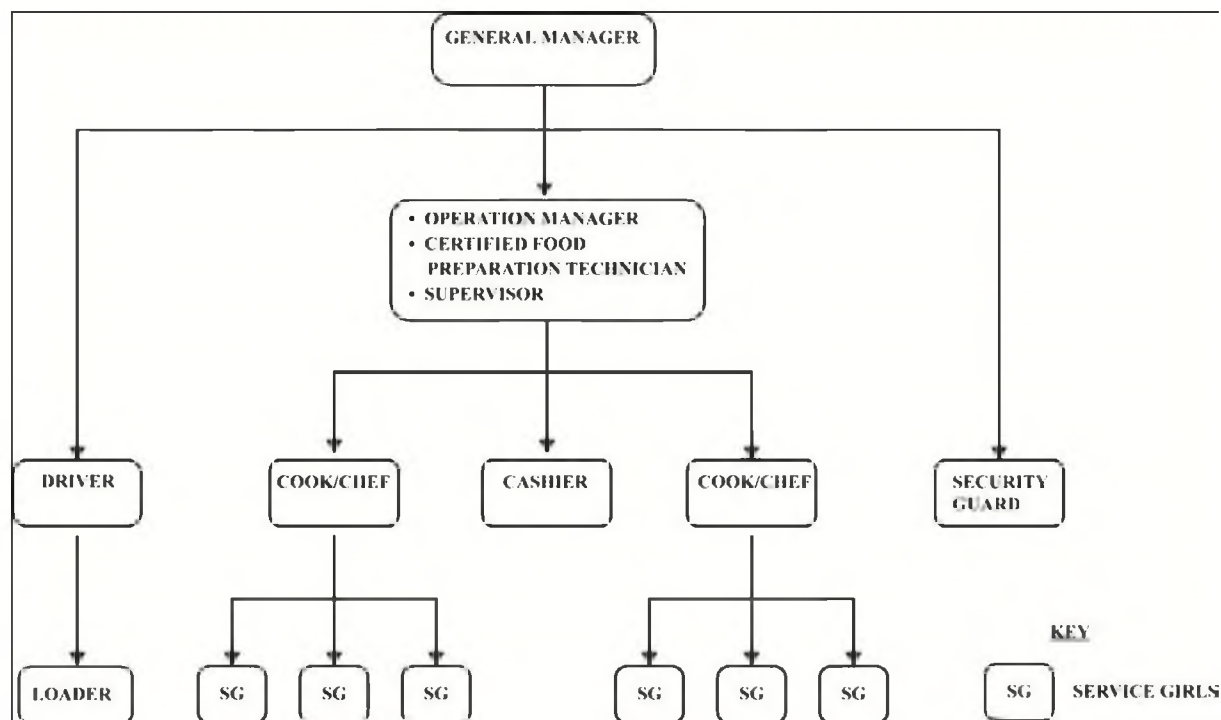 GENERAL MANAGER
• OPERATION MANAGER
• CERTIFIED FOOD
PREPARATION TECHNICIAN
• SUPERVISOR
DRIVER
COOK/CHEF
CASHIER
COOK/CHEF
SECURITY
GUARD
KEY
LOADER
SG
SG
SG
SG
SG
SG
SG SERVICE GIRLS